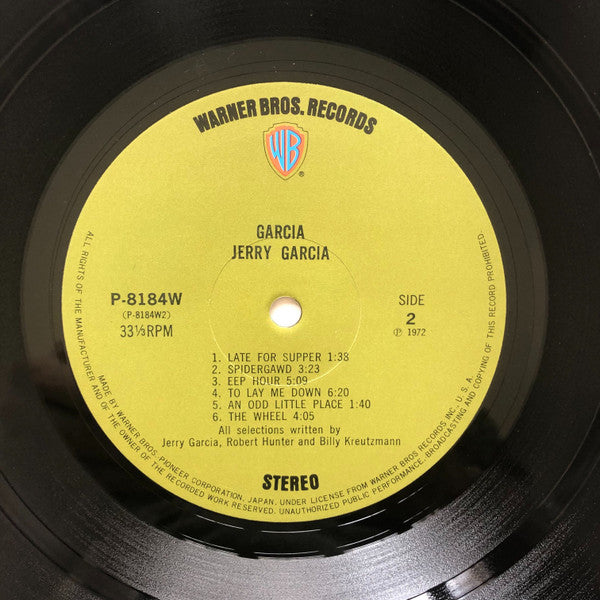 WARNER BROS. RECORDS
WB
®
GARCIA
JERRY GARCIA
P-8184W
(P-8184W2)
33⅓RPM
SIDE
2
Ⓟ 1972
1. LATE FOR SUPPER 1:38
2. SPIDERGAWD 3:23
3. EEP HOUR 5:09
4. TO LAY ME DOWN 6:20
5. AN ODD LITTLE PLACE 1:40
6. THE WHEEL 4:05
All selections written by
Jerry Garcia, Robert Hunter and Billy Kreutzmann
STEREO
MADE BY WARNER BROS. PIONEER CORPORATION, JAPAN. UNDER LICENSE FROM WARNER BROS RECORDS INC. U. S. A.
ALL RIGHTS OF THE MANUFACTURER AND OF THE OWNER OF THE RECORDED WORK RESERVED. UNAUTHORIZED PUBLIC PERFORMANCE, BROADCASTING AND COPYING OF THIS RECORD PROHIBITED.